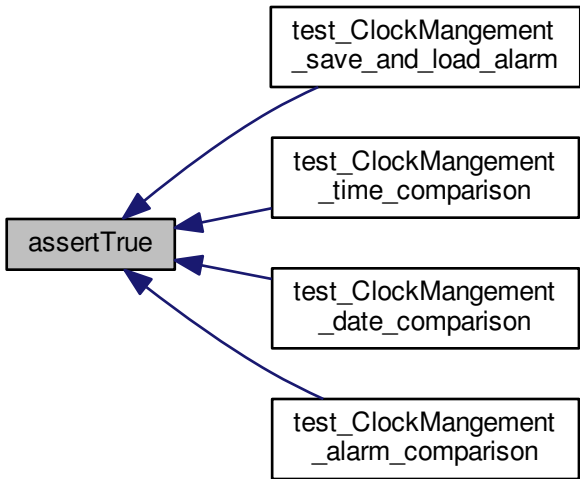 test_ClockMangement
_save_and_load_alarm
test_ClockMangement
_time_comparison
assertTrue
test_ClockMangement
_date_comparison
test_ClockMangement
_alarm_comparison